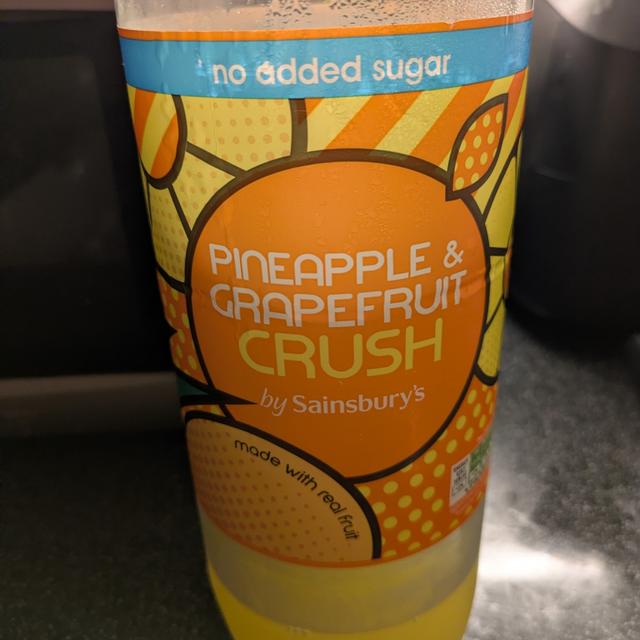 no added sugar
PINEAPPLE &
GRAPEFRUIT
CRUSH
by Sainsbury's
made with real fruit